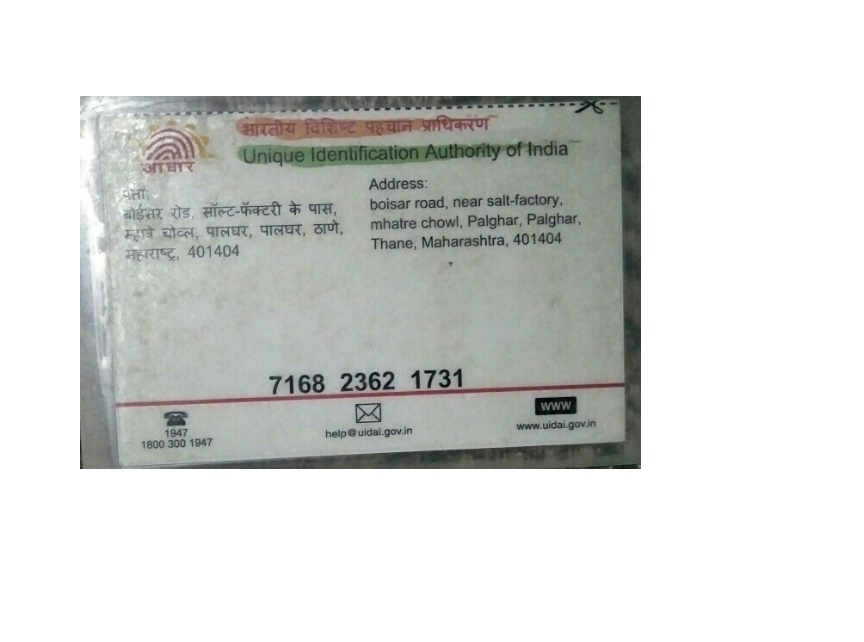 भारतीय विशिष्ट पहचान प्राधिकरण
Unique Identification Authority of India
आधार
पत्ता:
बोईसर रोड, सॉल्ट-फॅक्टरी के पास,
म्हात्रे चोव्ल, पालघर, पालघर, ठाणे,
महाराष्ट्र, 401404
Address:
boisar road, near salt-factory,
mhatre chowl, Palghar, Palghar,
Thane, Maharashtra, 401404
7168 2362 1731
1947
1800 300 1947
help@uidai.gov.in
WWW
www.uidai.gov.in